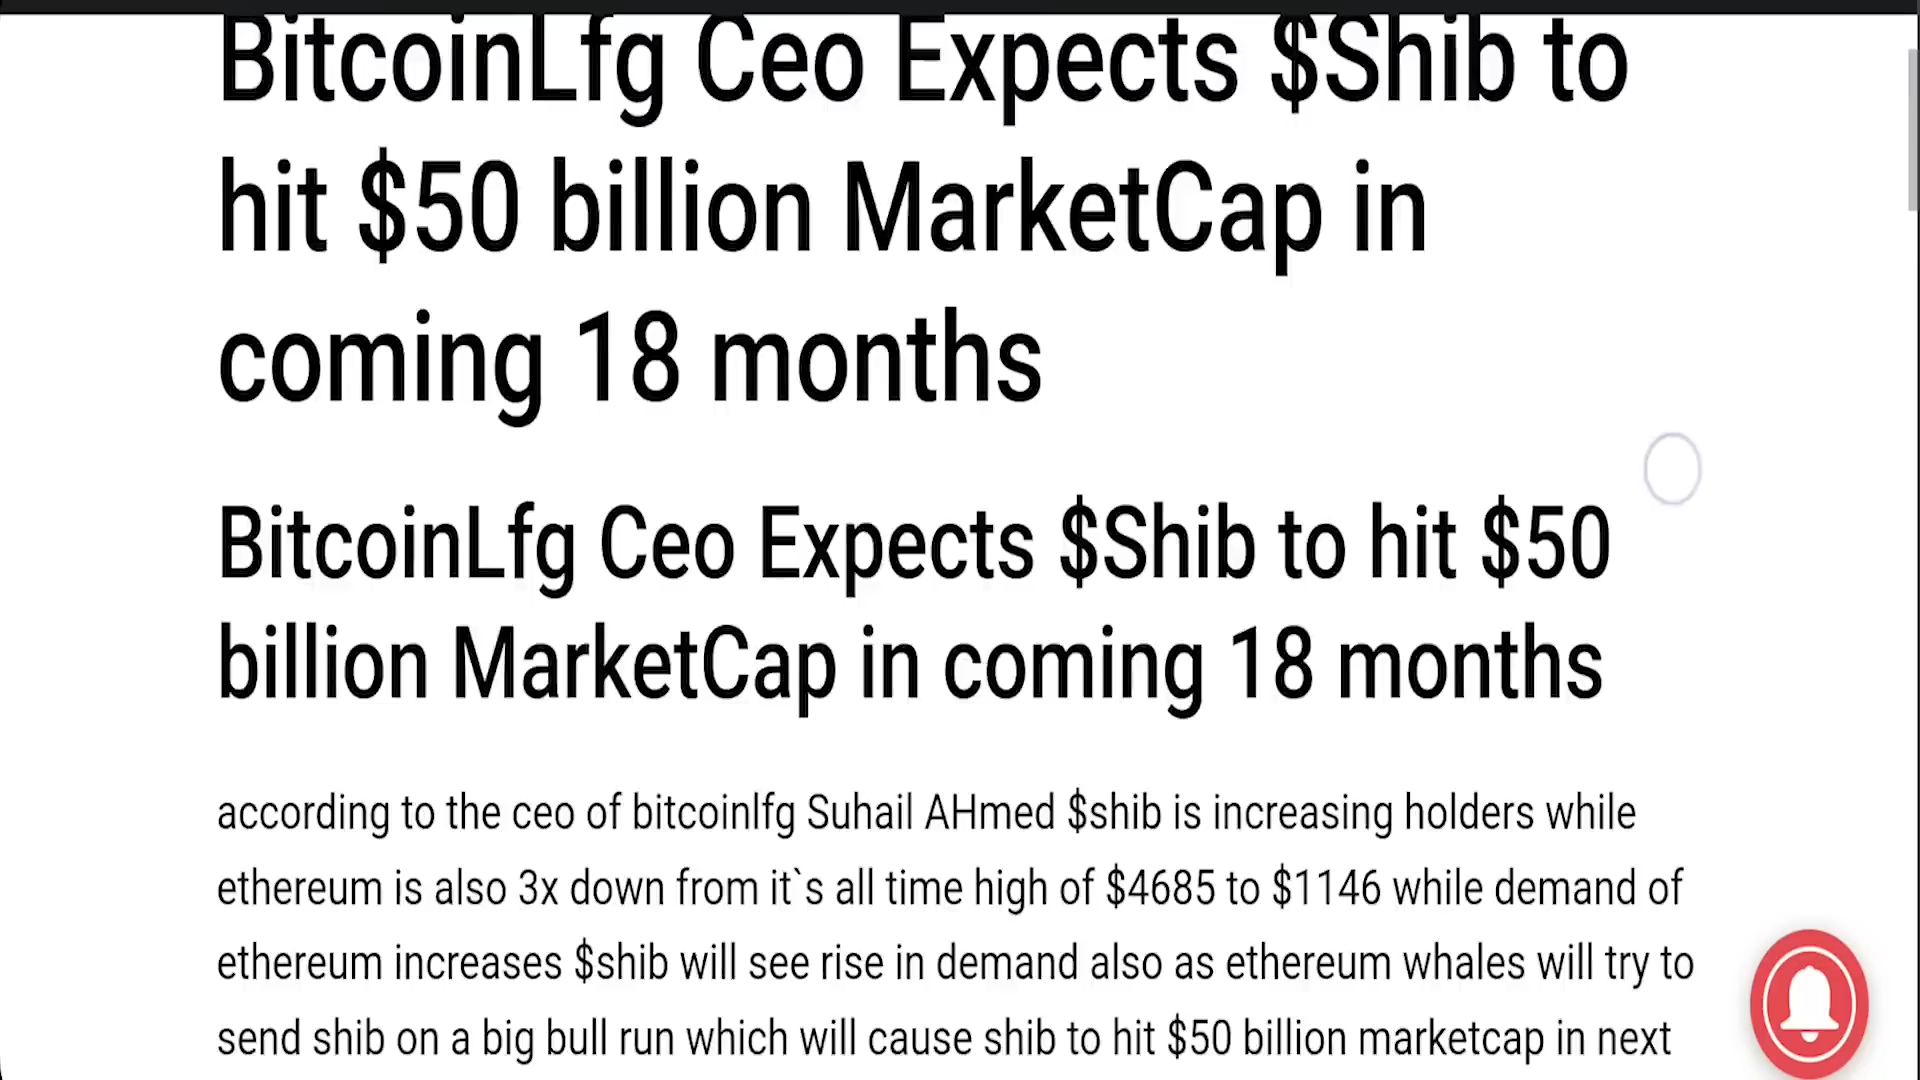 BitcoinLfg Ceo Expects $Shib to
hit $50 billion MarketCap in
coming 18 months
BitcoinLfg Ceo Expects $Shib to hit $50
billion MarketCap in coming 18 months
according to the ceo of bitcoinlfg Suhail AHmed $shib is increasing holders while
ethereum is also 3x down from it`s all time high of $4685 to $1146 while demand of
ethereum increases $shib will see rise in demand also as ethereum whales will try to
send shib on a big bull run which will cause shib to hit $50 billion marketcap in next